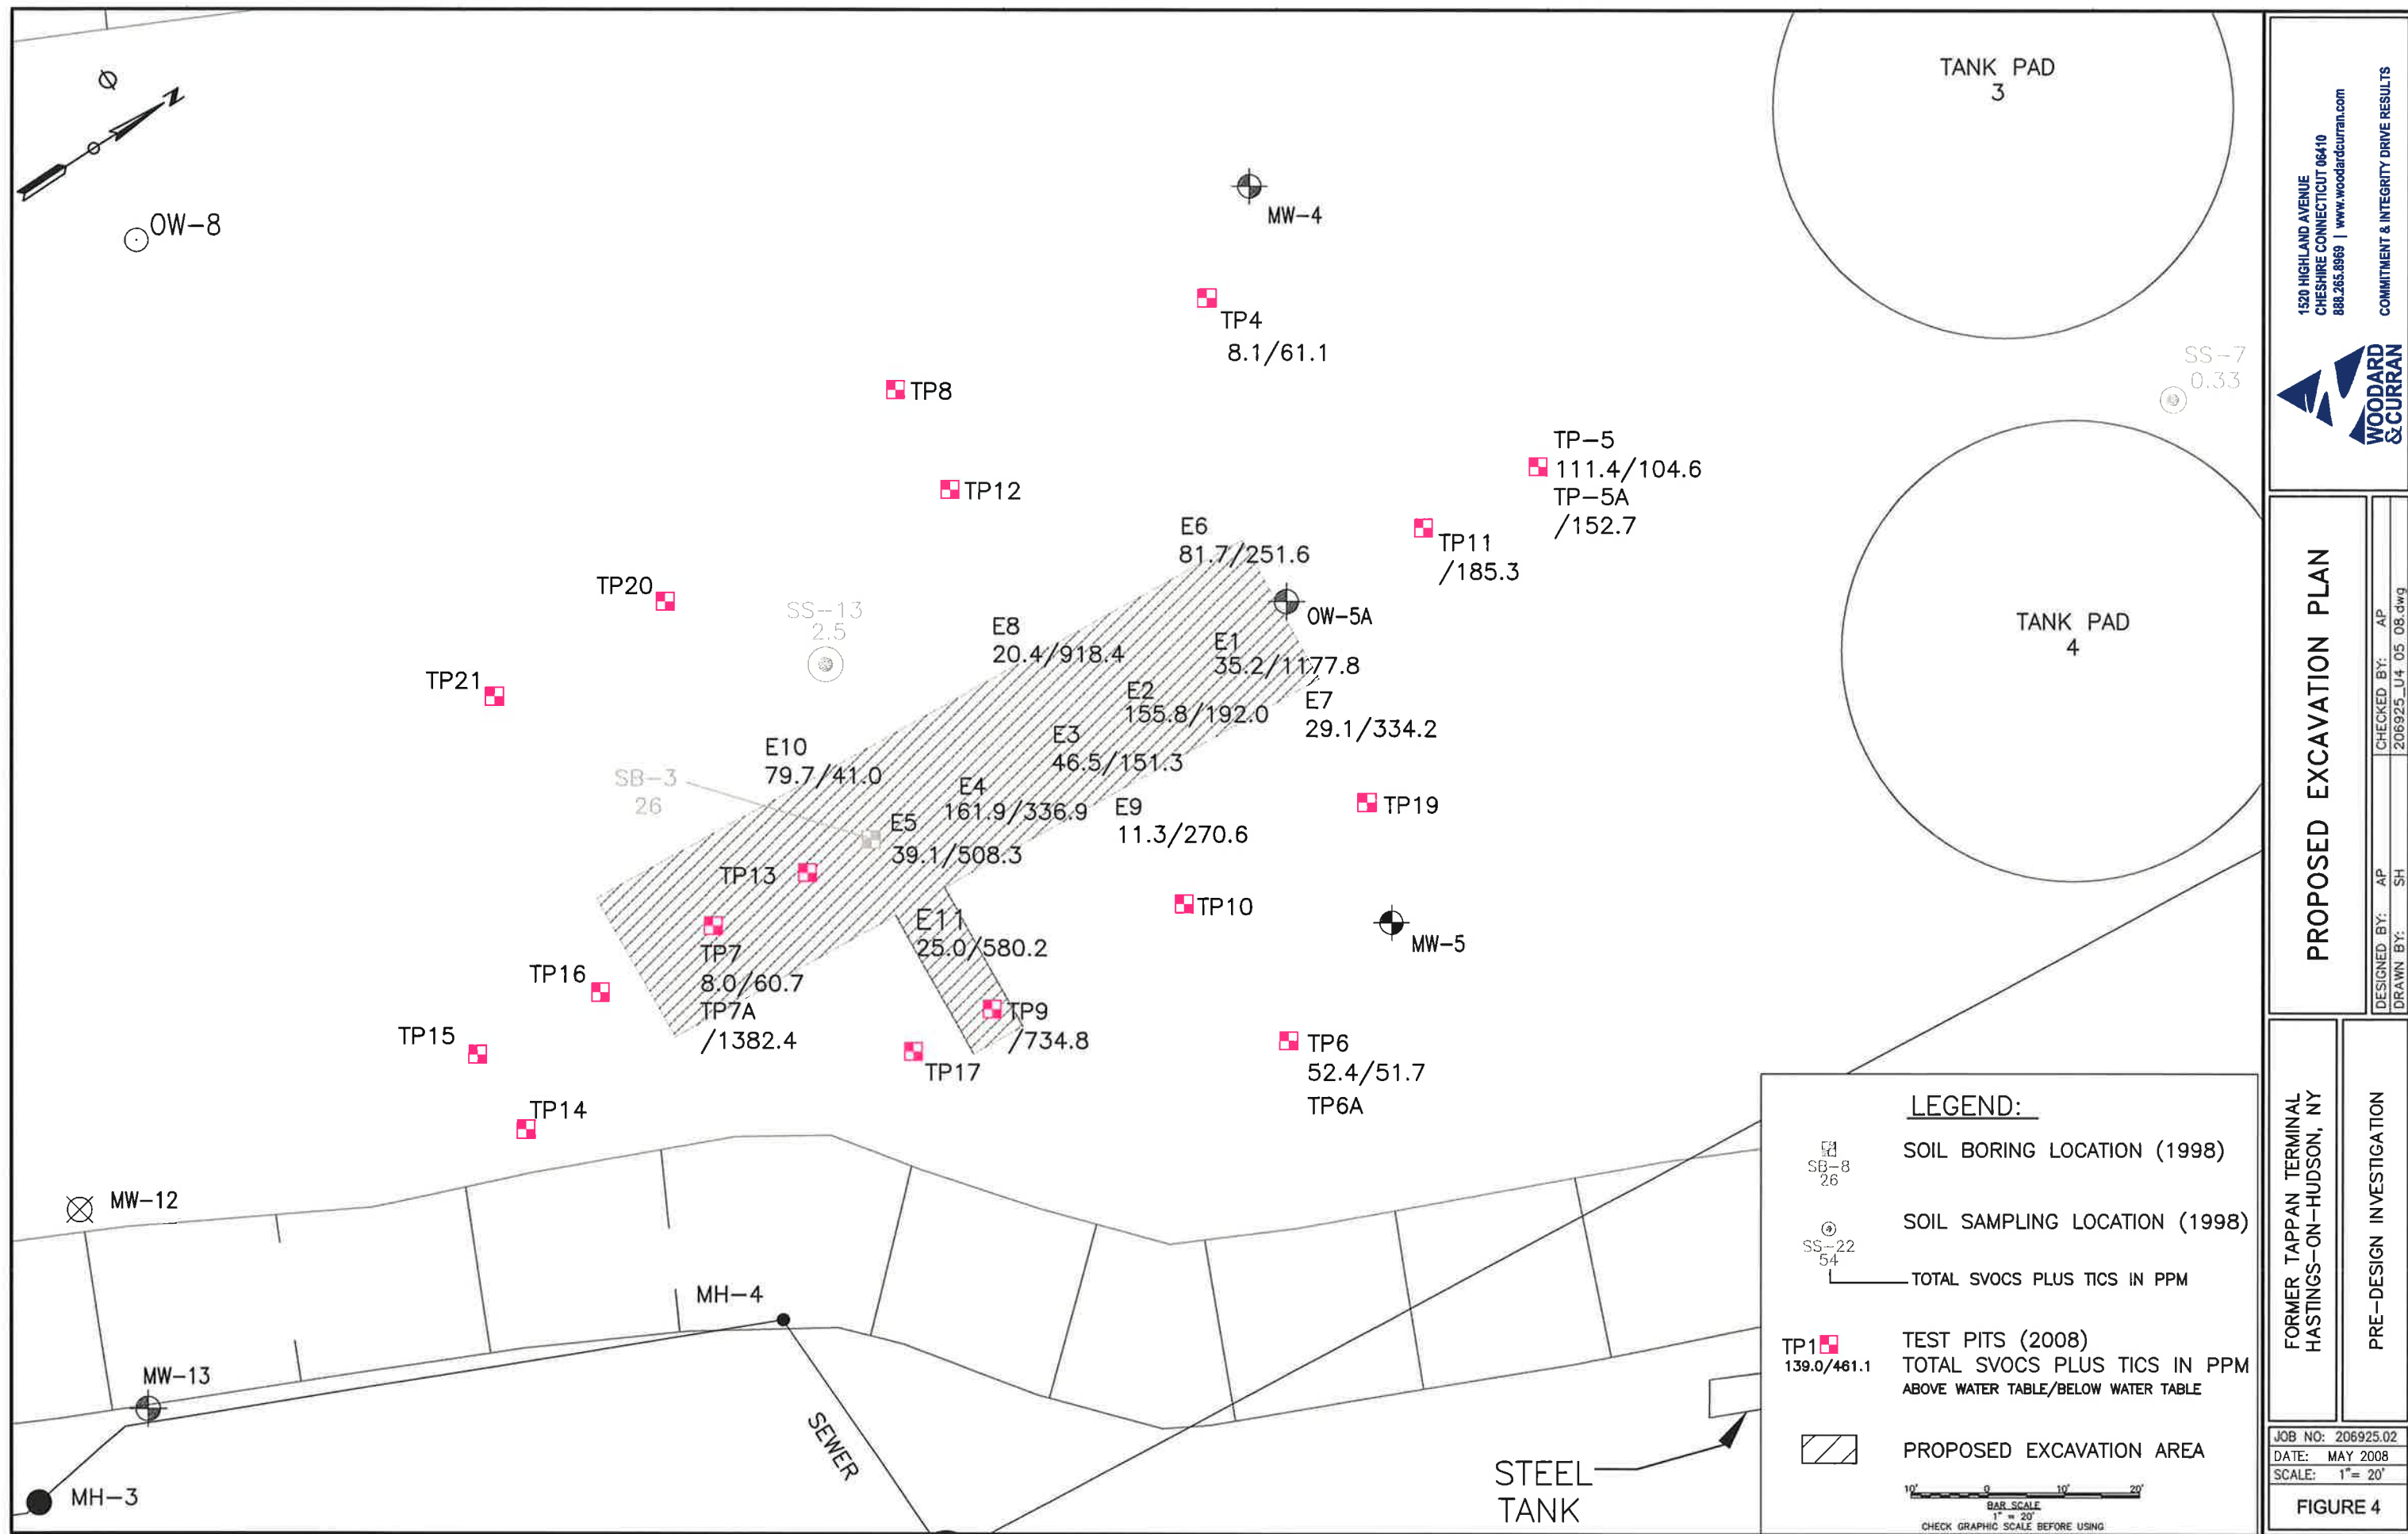 TANK PAD
3
N
OW-8
MW-4
TP4
8.1/61.1
TP8
SS-7
0.33
TP-5
111.4/104.6
TP-5A
/152.7
TP12
E6
81.7/251.6
TP11
/185.3
TP20
SS-13
2.5
OW-5A
TANK PAD
4
E8
20.4/918.4
E1
35.2/1177.8
TP21
E2
155.8/192.0
E7
29.1/334.2
E10
79.7/41.0
E3
46.5/151.3
SB-3
26
E4
161.9/336.9
E9
11.3/270.6
TP19
E5
39.1/508.3
TP13
TP10
E11
25.0/580.2
MW-5
TP7
8.0/60.7
TP7A
/1382.4
TP16
TP9
/734.8
TP15
TP17
TP6
52.4/51.7
TP6A
TP14
MW-12
MH-4
MW-13
SEWER
MH-3
STEEL
TANK
LEGEND:
SB-8
26
SOIL BORING LOCATION (1998)
SS-22
54
SOIL SAMPLING LOCATION (1998)
TOTAL SVOCS PLUS TICS IN PPM
TP1
139.0/461.1
TEST PITS (2008)
TOTAL SVOCS PLUS TICS IN PPM
ABOVE WATER TABLE/BELOW WATER TABLE
PROPOSED EXCAVATION AREA
10' 0 10' 20'
BAR SCALE
1" = 20'
CHECK GRAPHIC SCALE BEFORE USING
1520 HIGHLAND AVENUE
CHESHIRE CONNECTICUT 06410
888.265.8969 | www.woodardcurran.com
COMMITMENT & INTEGRITY DRIVE RESULTS
WOODARD
&CURRAN
PROPOSED EXCAVATION PLAN
DESIGNED BY: AP CHECKED BY: AP
DRAWN BY: SH 206925_U4 05 08.dwg
FORMER TAPPAN TERMINAL
HASTINGS-ON-HUDSON, NY
PRE-DESIGN INVESTIGATION
JOB NO: 206925.02
DATE: MAY 2008
SCALE: 1"= 20'
FIGURE 4